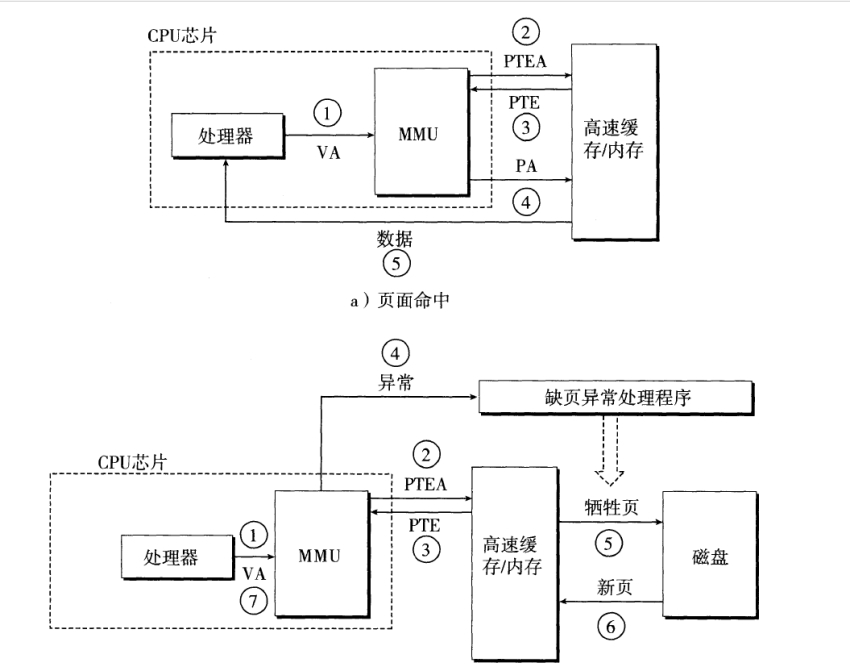 CPU芯片
②
PTEA
PTE
③
①
VA
处理器
MMU
高速缓
存/内存
PA
④
数据
⑤
a）页面命中
④
异常
缺页异常处理程序
CPU芯片
②
PTEA
PTE
③
处理器
①
VA
⑦
MMU
高速缓
存/内存
牺牲页
⑤
新页
⑥
磁盘